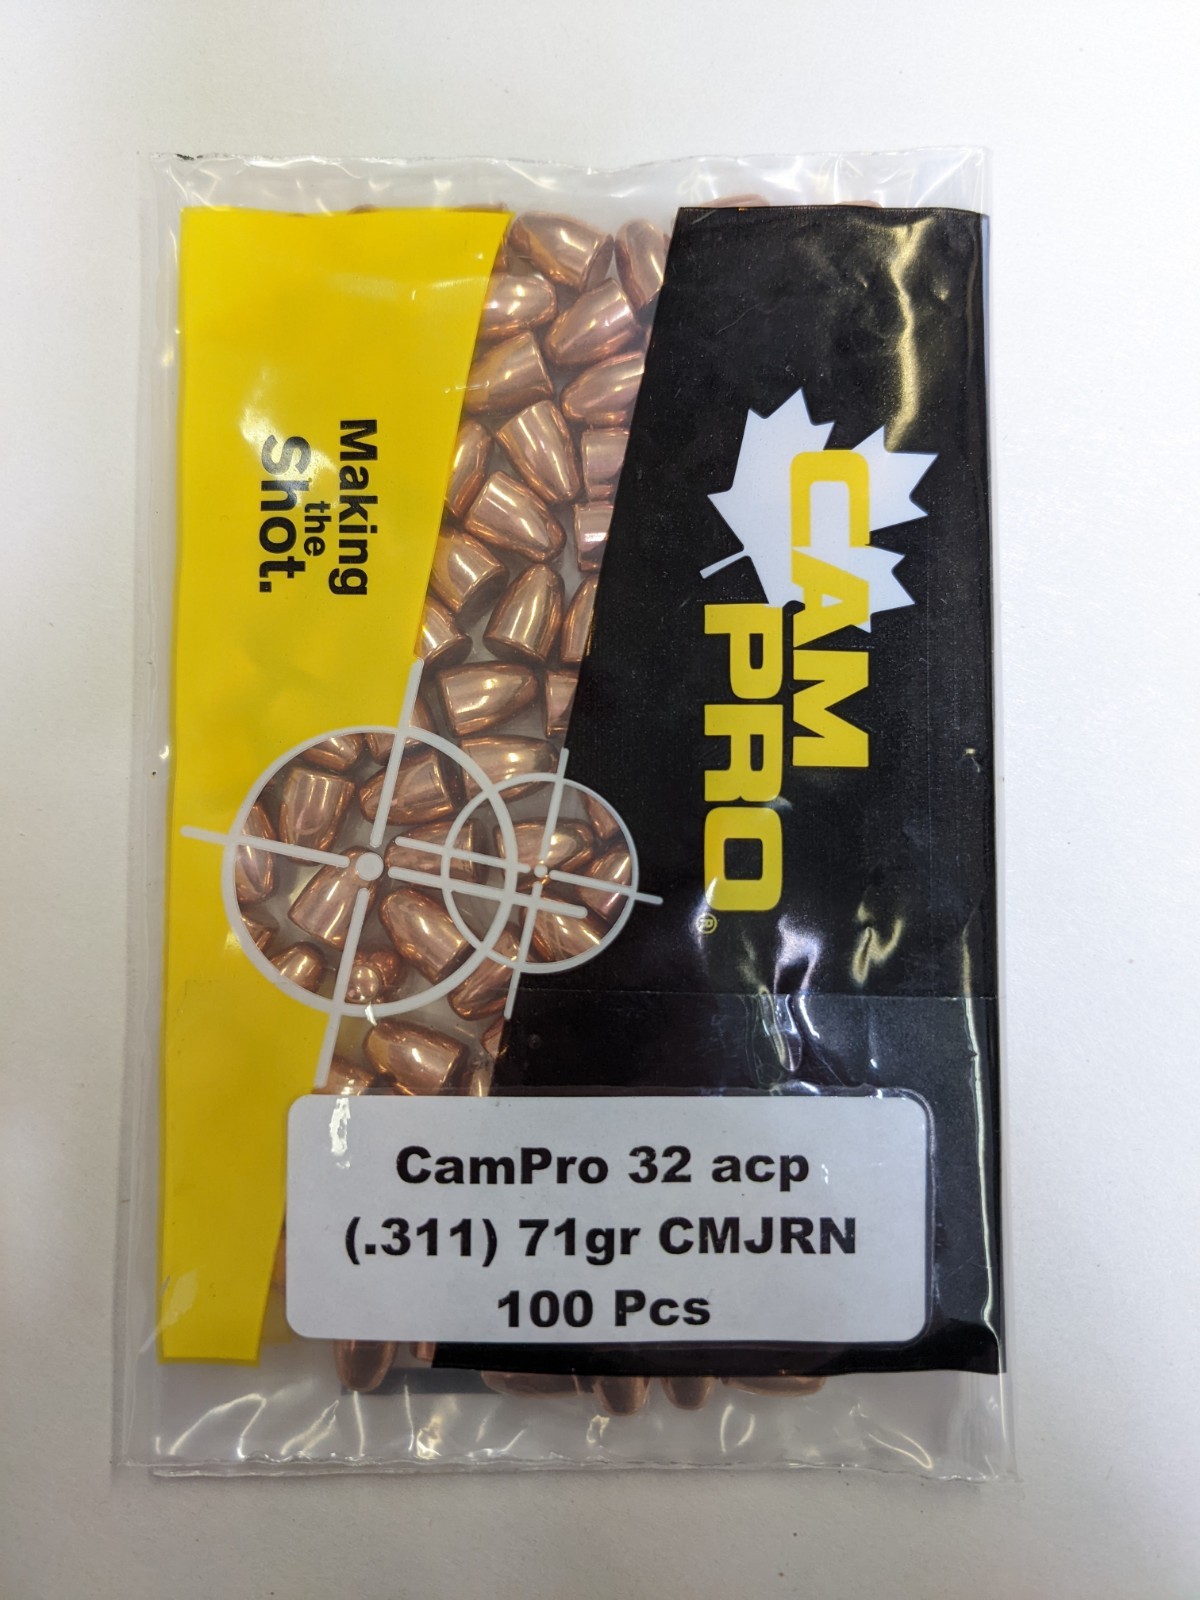 Making
the
Shot.
CAM
PRO®
CamPro 32 acp
(.311) 71gr CMJRN
100 Pcs